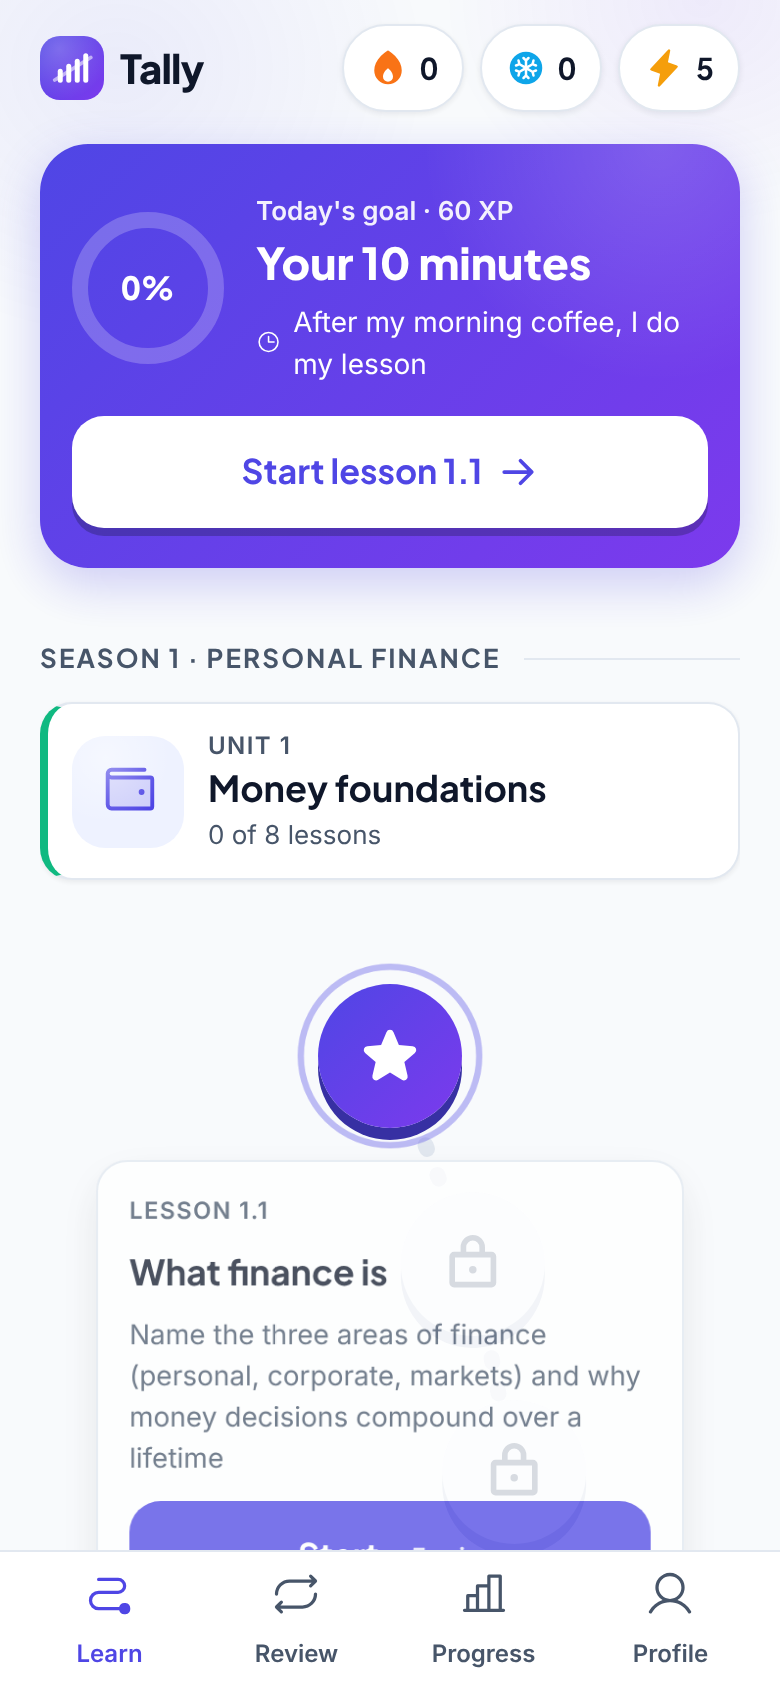 Tally
0
0
5
Today's goal · 60 XP
0%
Your 10 minutes
After my morning coffee, I do
my lesson
Start lesson 1.1 →
SEASON 1 · PERSONAL FINANCE
UNIT 1
Money foundations
0 of 8 lessons
LESSON 1.1
What finance is
Name the three areas of finance
(personal, corporate, markets) and why
money decisions compound over a
lifetime
Start
Learn
Review
Progress
Profile